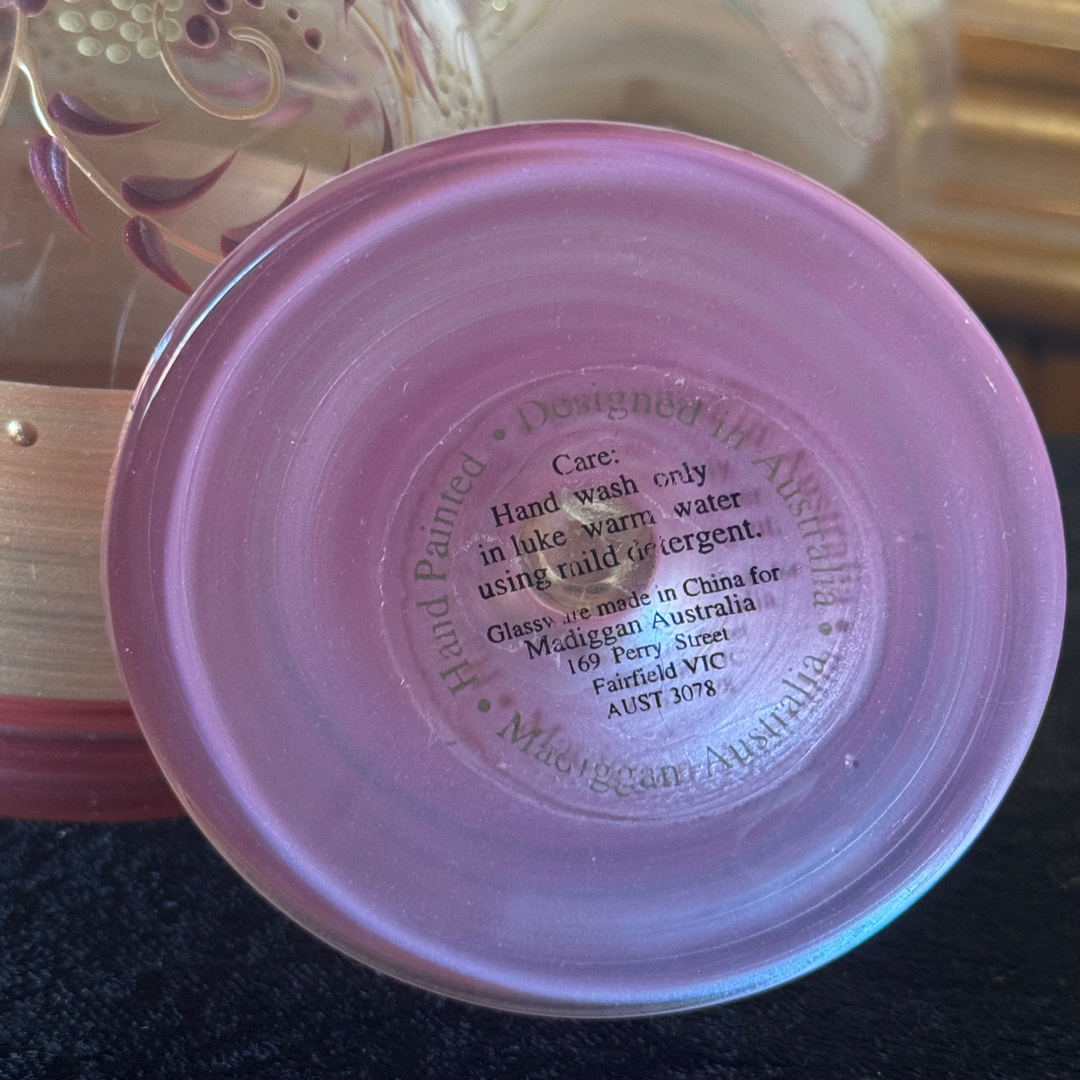 • Designed in Australia •
Madiggan Australia
• Hand Painted
Care:
Hand wash only
in luke warm water
using mild detergent.
Glassware made in China for
Madiggan Australia
169 Perry Street
Fairfield VIC
AUST 3078